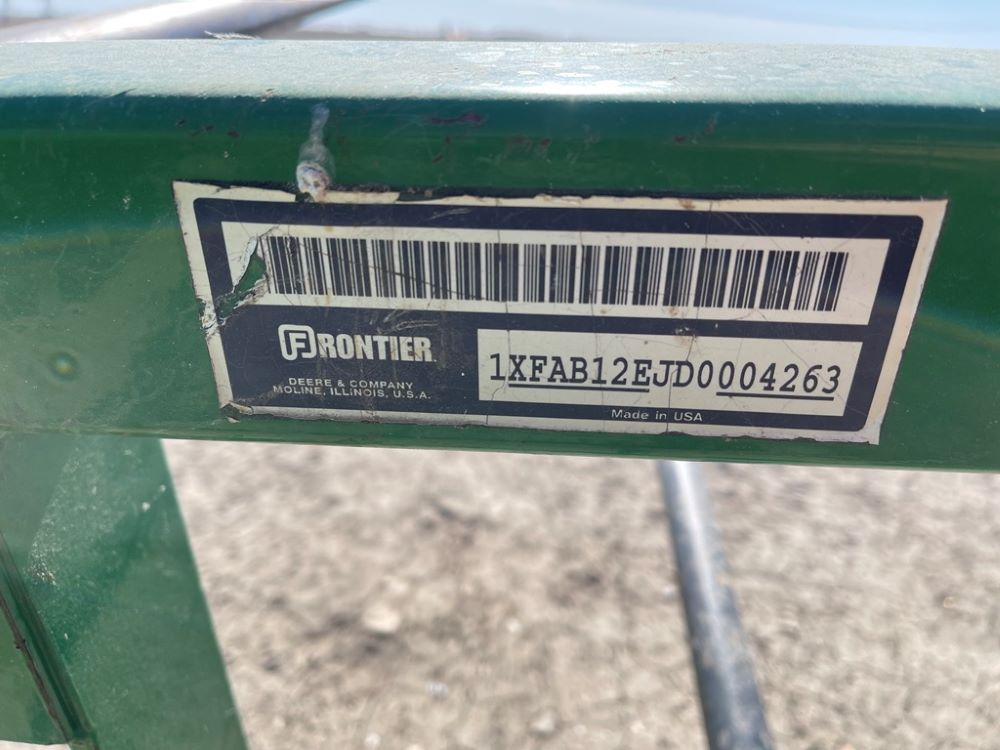 FRONTIER
DEERE & COMPANY
MOLINE, ILLINOIS, U.S.A.
1XFAB12EJD0004263
Made in USA